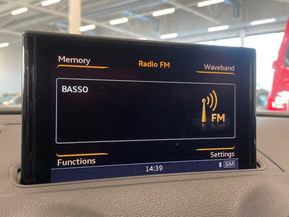 Memory
Radio FM
Waveband
BASSO
FM
Functions
Settings
14:39
SIM